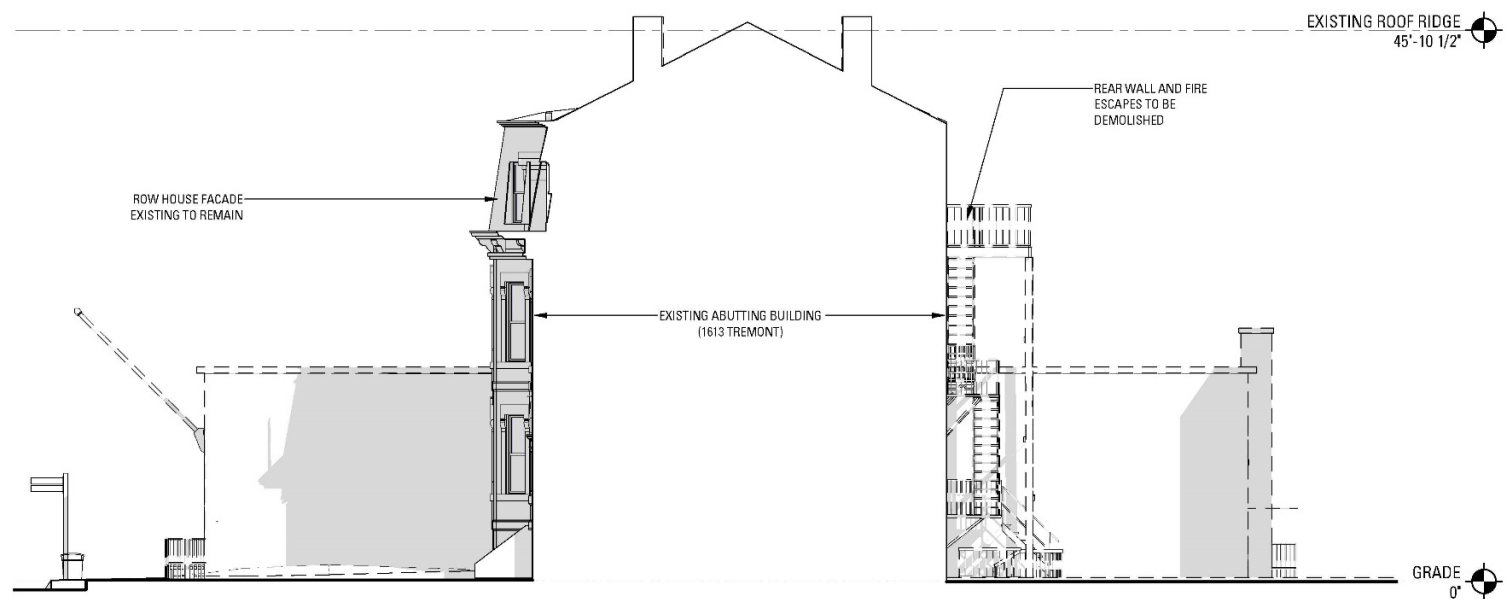 EXISTING ROOF RIDGE
45'-10 1/2"
REAR WALL AND FIRE
ESCAPES TO BE
DEMOLISHED
ROW HOUSE FACADE
EXISTING TO REMAIN
EXISTING ABUTTING BUILDING
(1613 TREMONT)
GRADE
0"